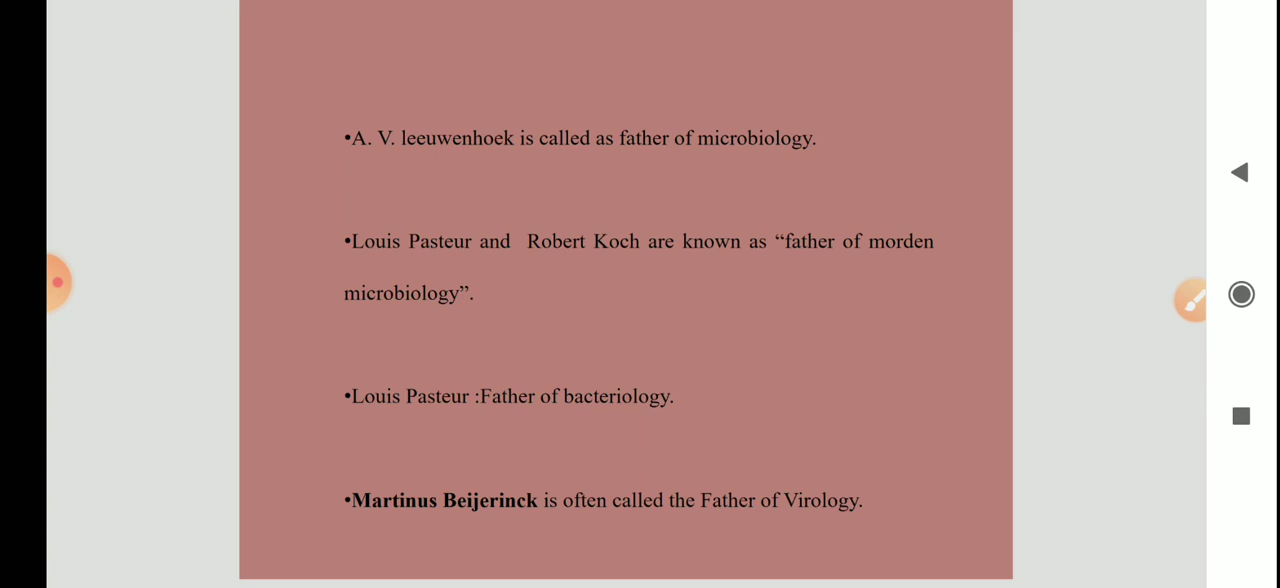 •A. V. leeuwenhoek is called as father of microbiology.
•Louis Pasteur and Robert Koch are known as “father of morden
microbiology”.
•Louis Pasteur :Father of bacteriology.
•Martinus Beijerinck is often called the Father of Virology.